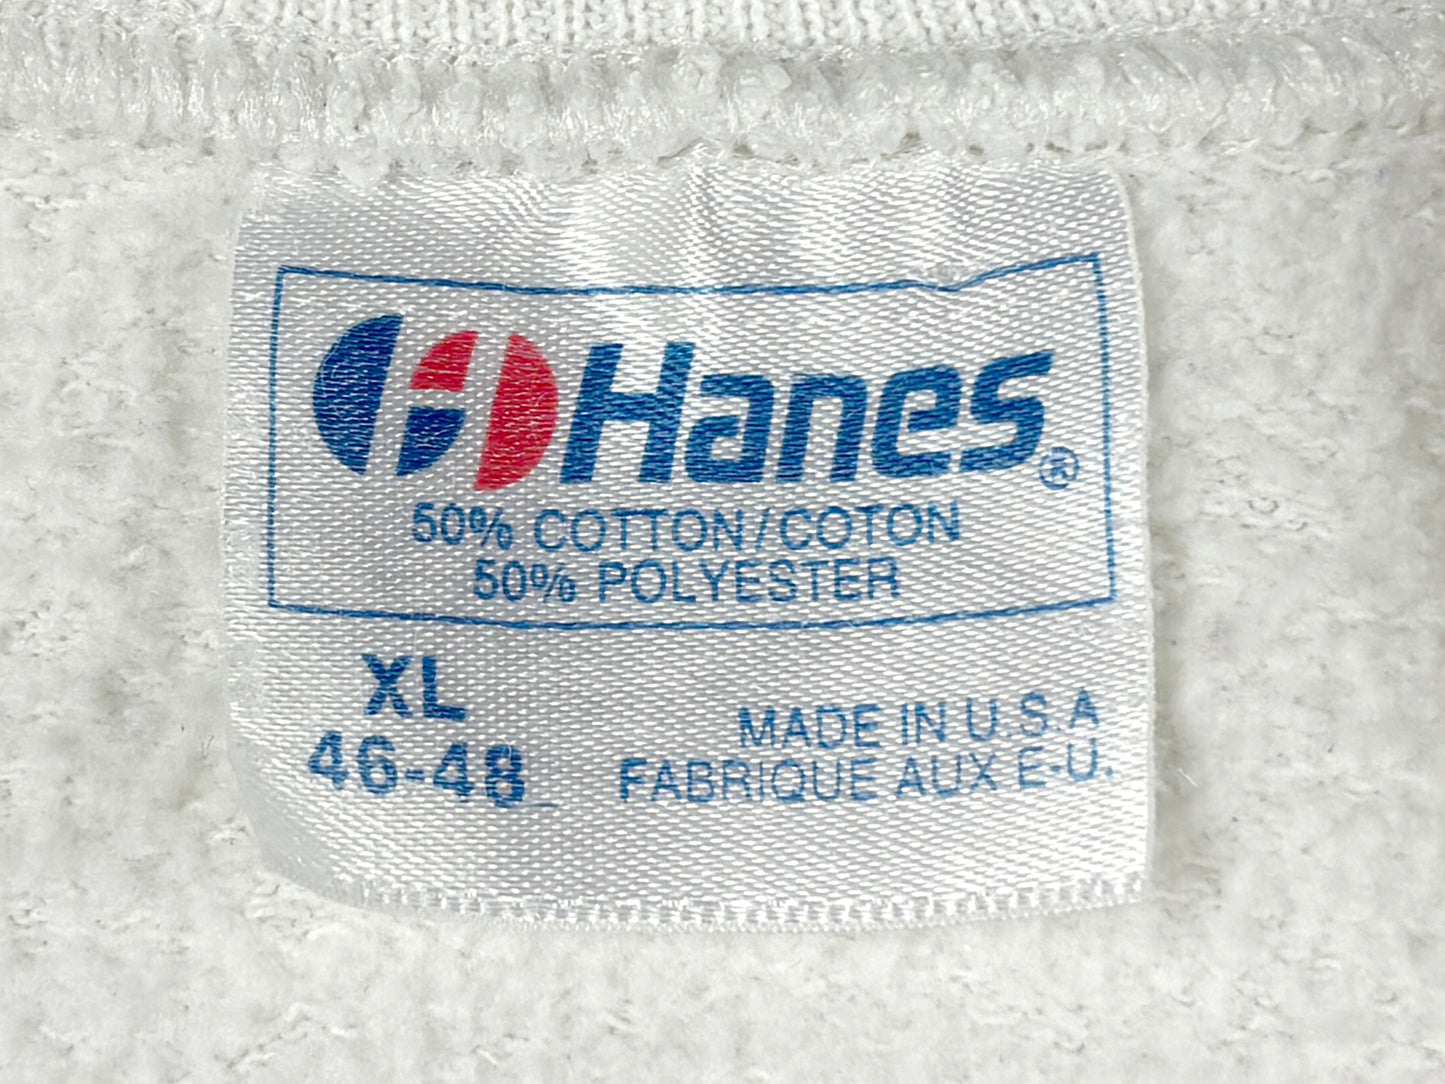 Hanes®
50% COTTON/COTON
50% POLYESTER
XL
46-48
MADE IN U.S.A
FABRIQUE AUX E-U.